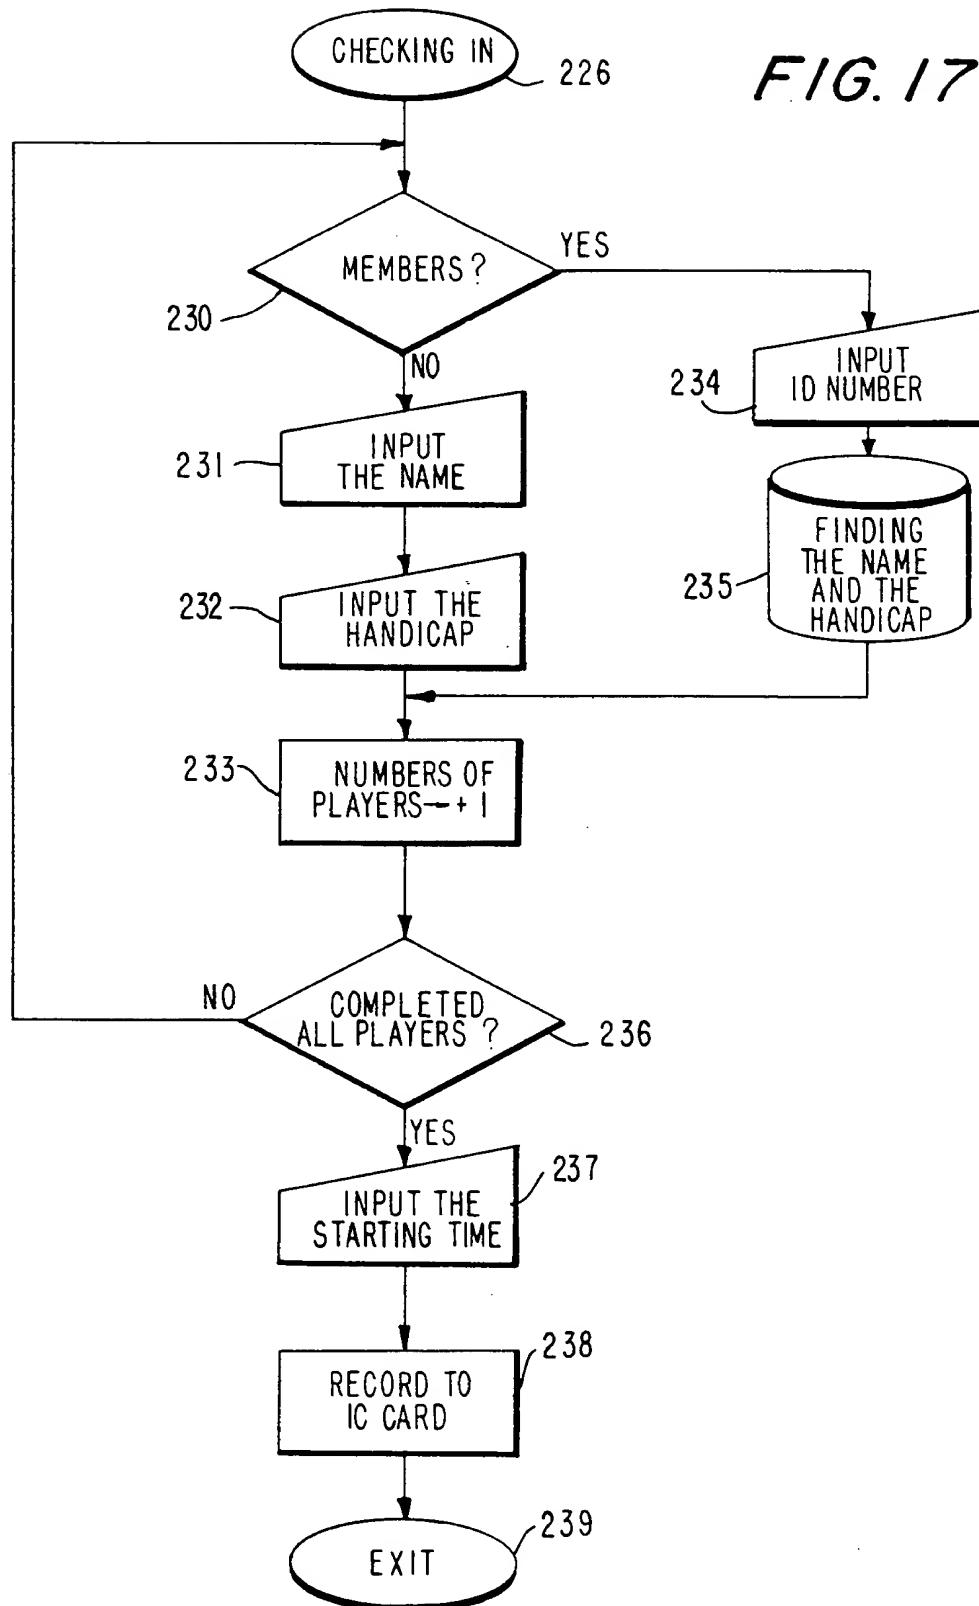 CHECKING IN
226
FIG. 17
MEMBERS?
YES
230
NO
INPUT
ID NUMBER
234
INPUT
THE NAME
231
FINDING
THE NAME
AND THE
HANDICAP
235
INPUT THE
HANDICAP
232
NUMBERS OF
PLAYERS←+ 1
233
COMPLETED
ALL PLAYERS ?
NO
236
YES
INPUT THE
STARTING TIME
237
RECORD TO
IC CARD
238
EXIT
239